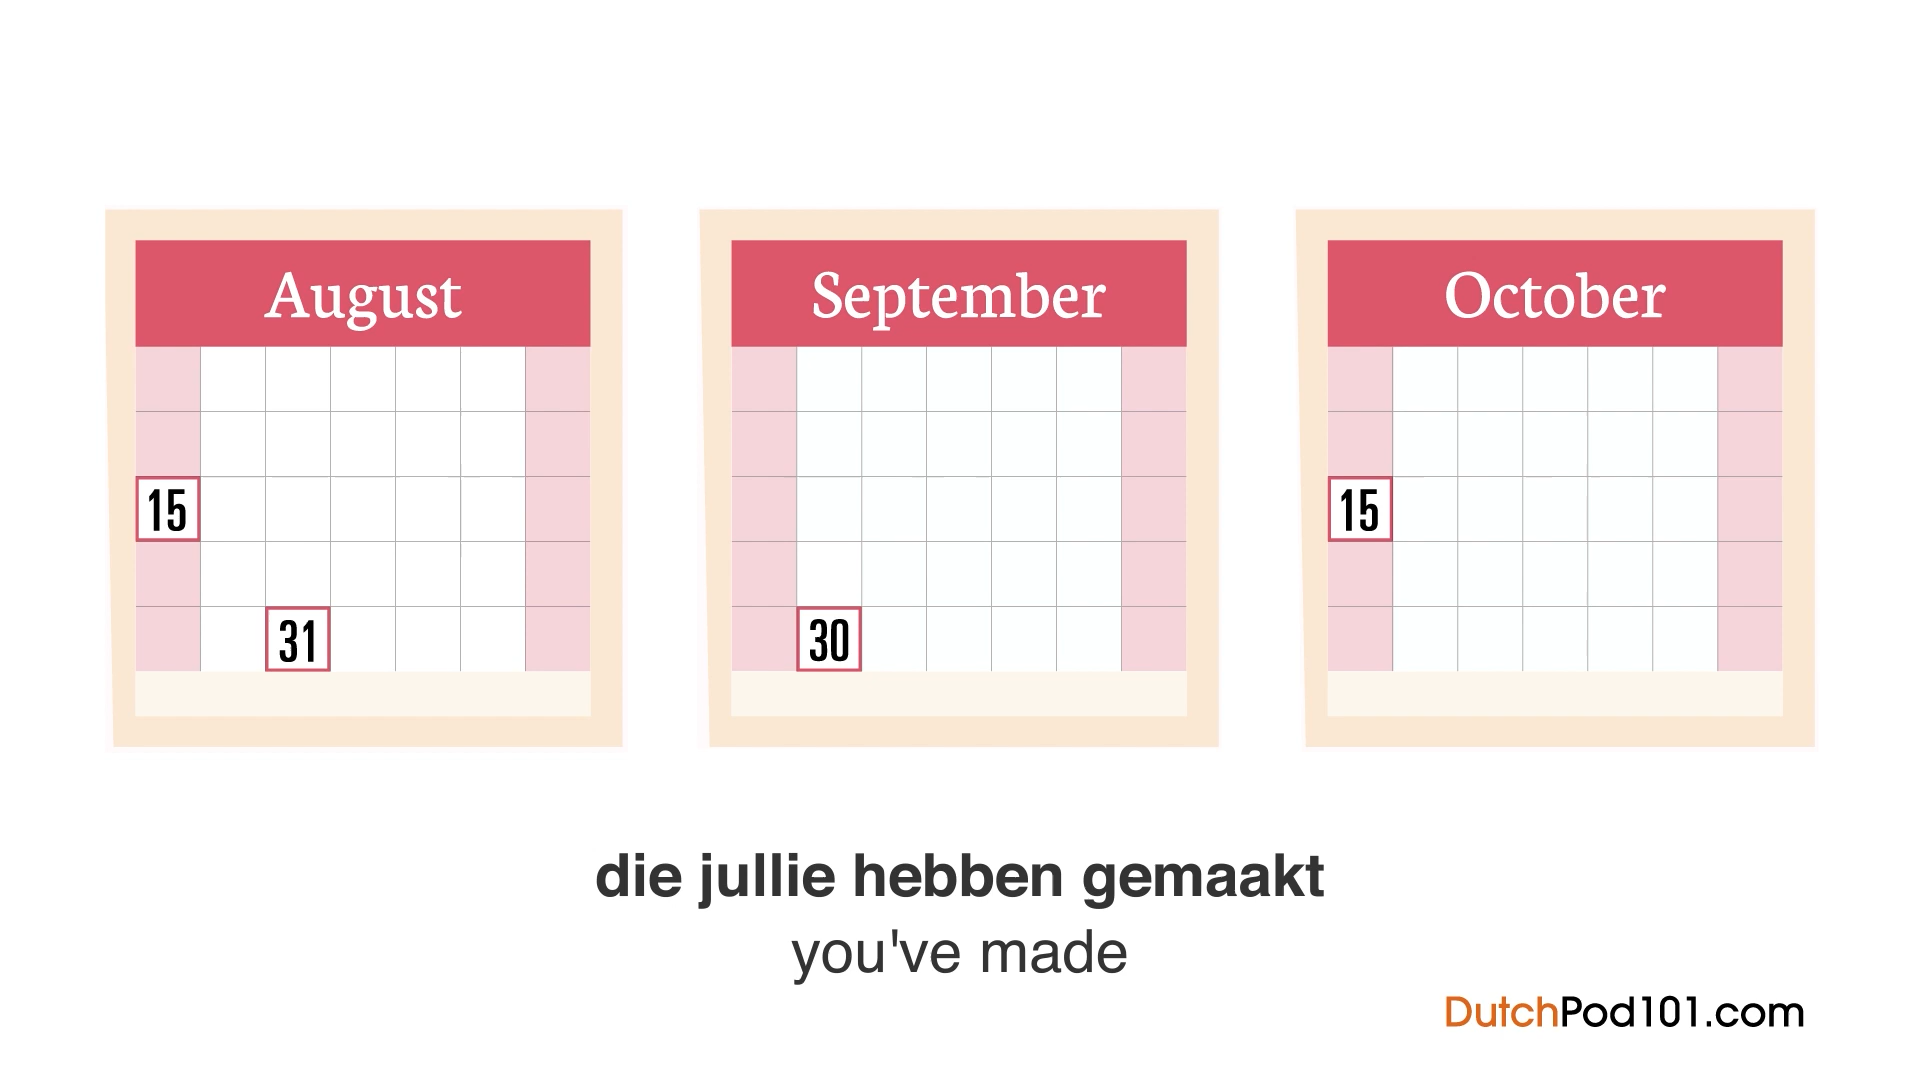 August
September
October
15
15
31
30
die jullie hebben gemaakt
you've made
DutchPod101.com